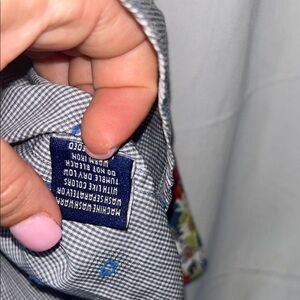 MACHINE WASH WARM
WASH SEPARATELY OR
WITH LIKE COLORS
TUMBLE DRY LOW
DO NOT BLEACH
WARM IRON